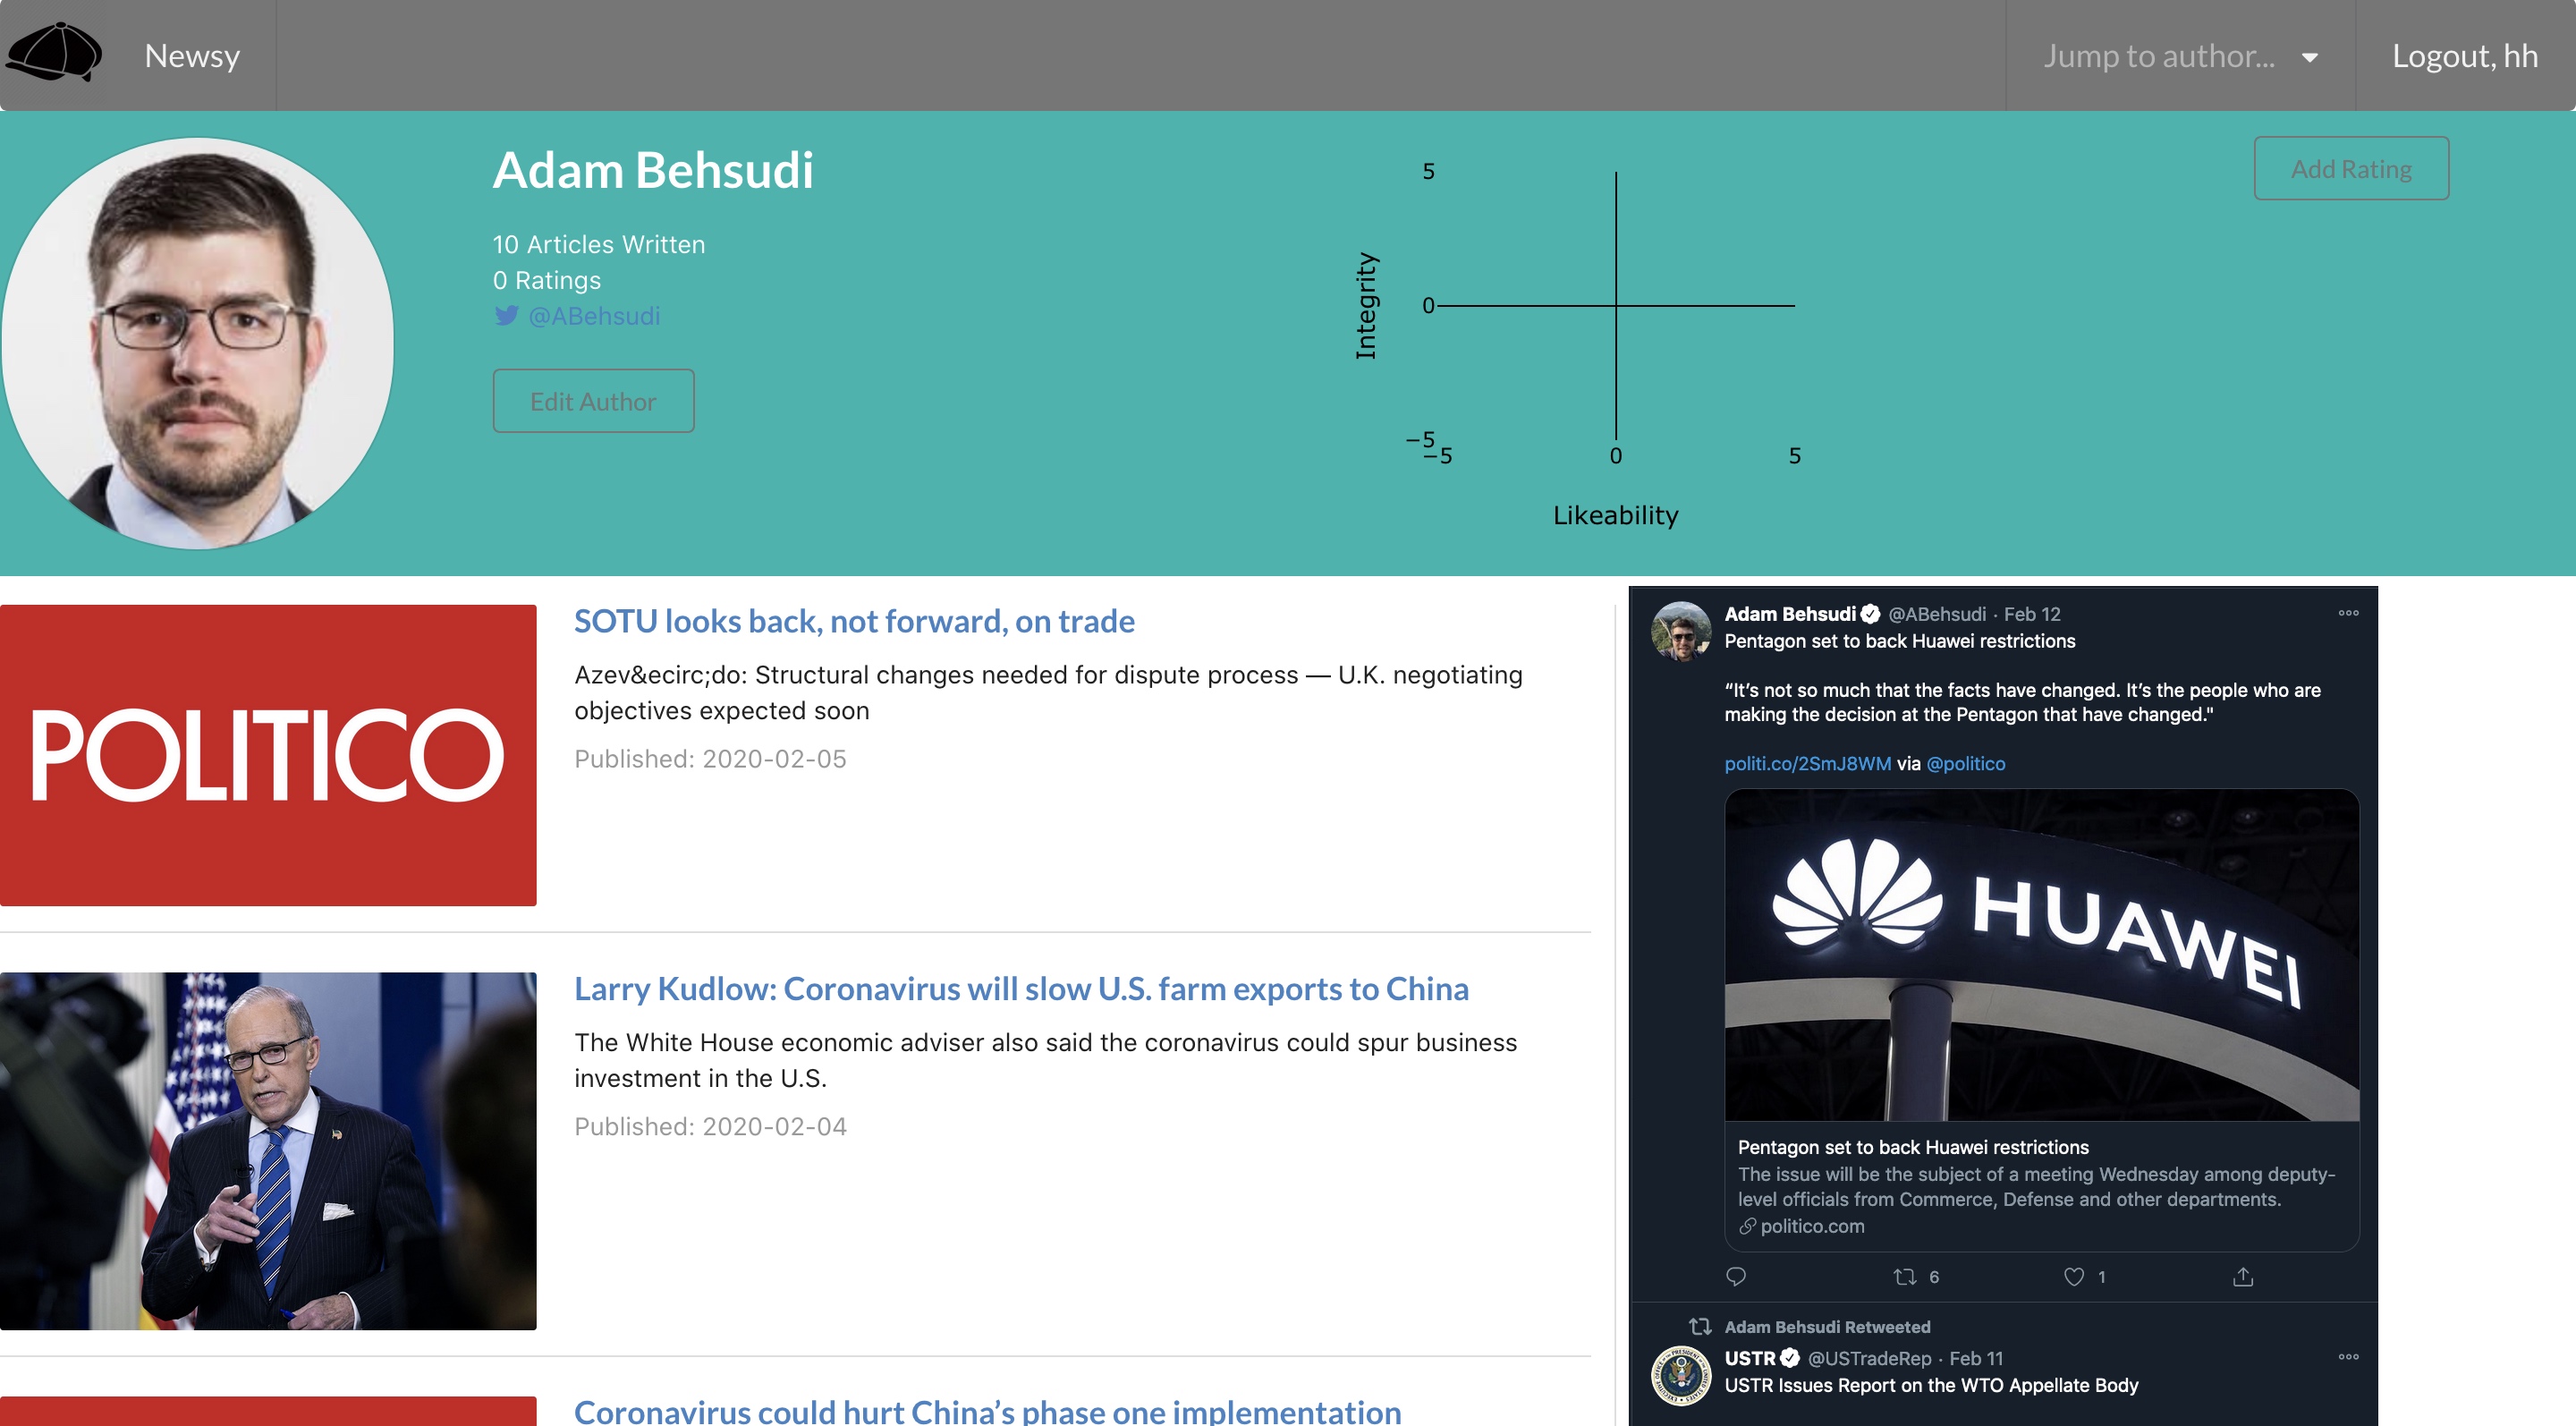 Newsy
Jump to author...
Logout, hh
Adam Behsudi
10 Articles Written
0 Ratings
@ABehsudi
Edit Author
5
Integrity
0
−5
−5
0
5
Likeability
Add Rating
POLITICO
SOTU looks back, not forward, on trade
Azev&ecirc;do: Structural changes needed for dispute process — U.K. negotiating
objectives expected soon
Published: 2020-02-05
Larry Kudlow: Coronavirus will slow U.S. farm exports to China
The White House economic adviser also said the coronavirus could spur business
investment in the U.S.
Published: 2020-02-04
Coronavirus could hurt China’s phase one implementation
Adam Behsudi @ABehsudi · Feb 12
Pentagon set to back Huawei restrictions
“It’s not so much that the facts have changed. It’s the people who are
making the decision at the Pentagon that have changed."
politi.co/2SmJ8WM via @politico
HUAWEI
Pentagon set to back Huawei restrictions
The issue will be the subject of a meeting Wednesday among deputy-
level officials from Commerce, Defense and other departments.
politico.com
6
1
Adam Behsudi Retweeted
USTR @USTradeRep · Feb 11
USTR Issues Report on the WTO Appellate Body